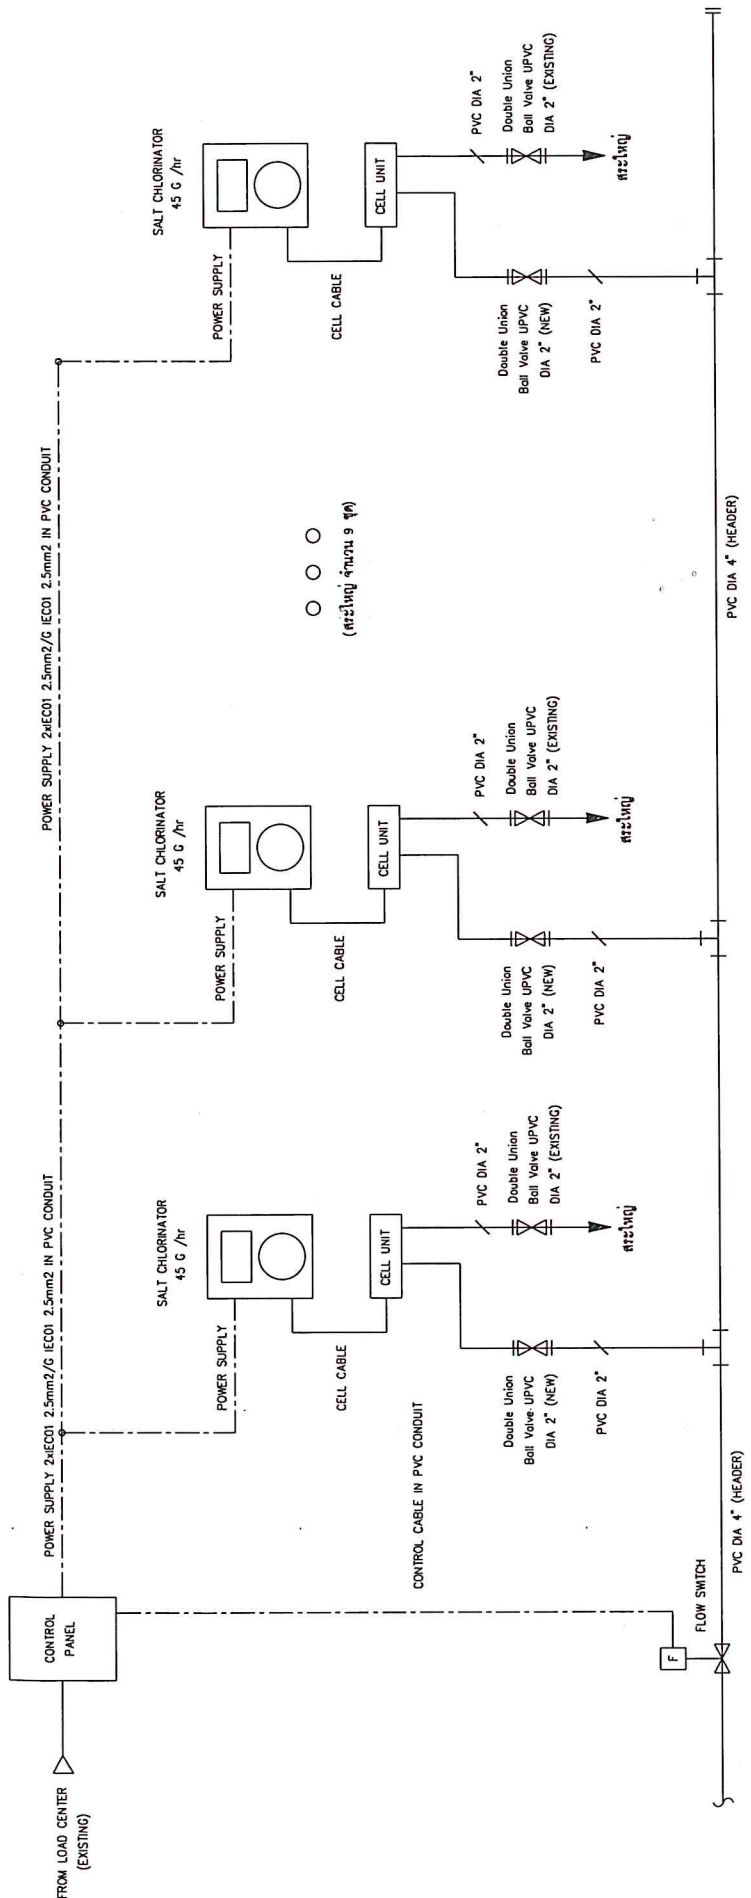 FROM LOAD CENTER
(EXISTING)
CONTROL
PANEL
POWER SUPPLY 2xIEC01 2.5mm2/G IEC01 2.5mm2 IN PVC CONDUIT
POWER SUPPLY 2xIEC01 2.5mm2/G IEC01 2.5mm2 IN PVC CONDUIT
SALT CHLORINATOR
45 G /hr
SALT CHLORINATOR
45 G /hr
SALT CHLORINATOR
45 G /hr
POWER SUPPLY
POWER SUPPLY
POWER SUPPLY
CELL CABLE
CELL CABLE
CELL CABLE
(สระใหญ่ จำนวน 9 ชุด)
CELL UNIT
CELL UNIT
CELL UNIT
CONTROL CABLE IN PVC CONDUIT
PVC DIA 2"
PVC DIA 2"
PVC DIA 2"
Double Union
Ball Valve UPVC
DIA 2" (NEW)
Double Union
Ball Valve UPVC
DIA 2" (EXISTING)
Double Union
Ball Valve UPVC
DIA 2" (NEW)
Double Union
Ball Valve UPVC
DIA 2" (EXISTING)
Double Union
Ball Valve UPVC
DIA 2" (NEW)
Double Union
Ball Valve UPVC
DIA 2" (EXISTING)
PVC DIA 2"
สระใหญ่
PVC DIA 2"
สระใหญ่
PVC DIA 2"
สระใหญ่
F
FLOW SWITCH
PVC DIA 4" (HEADER)
PVC DIA 4" (HEADER)